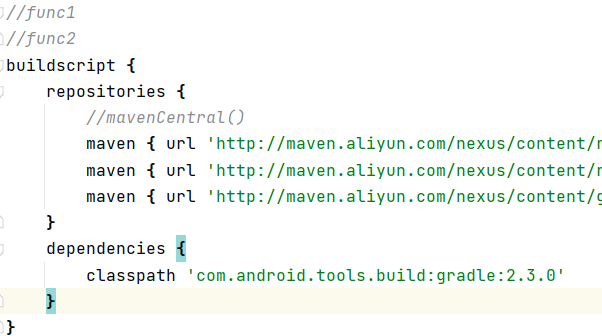 //func1
//func2
buildscript {
    repositories {
        //mavenCentral()
        maven { url 'http://maven.aliyun.com/nexus/content/
        maven { url 'http://maven.aliyun.com/nexus/content/
        maven { url 'http://maven.aliyun.com/nexus/content/g
    }
    dependencies {
        classpath 'com.android.tools.build:gradle:2.3.0'
    }
}